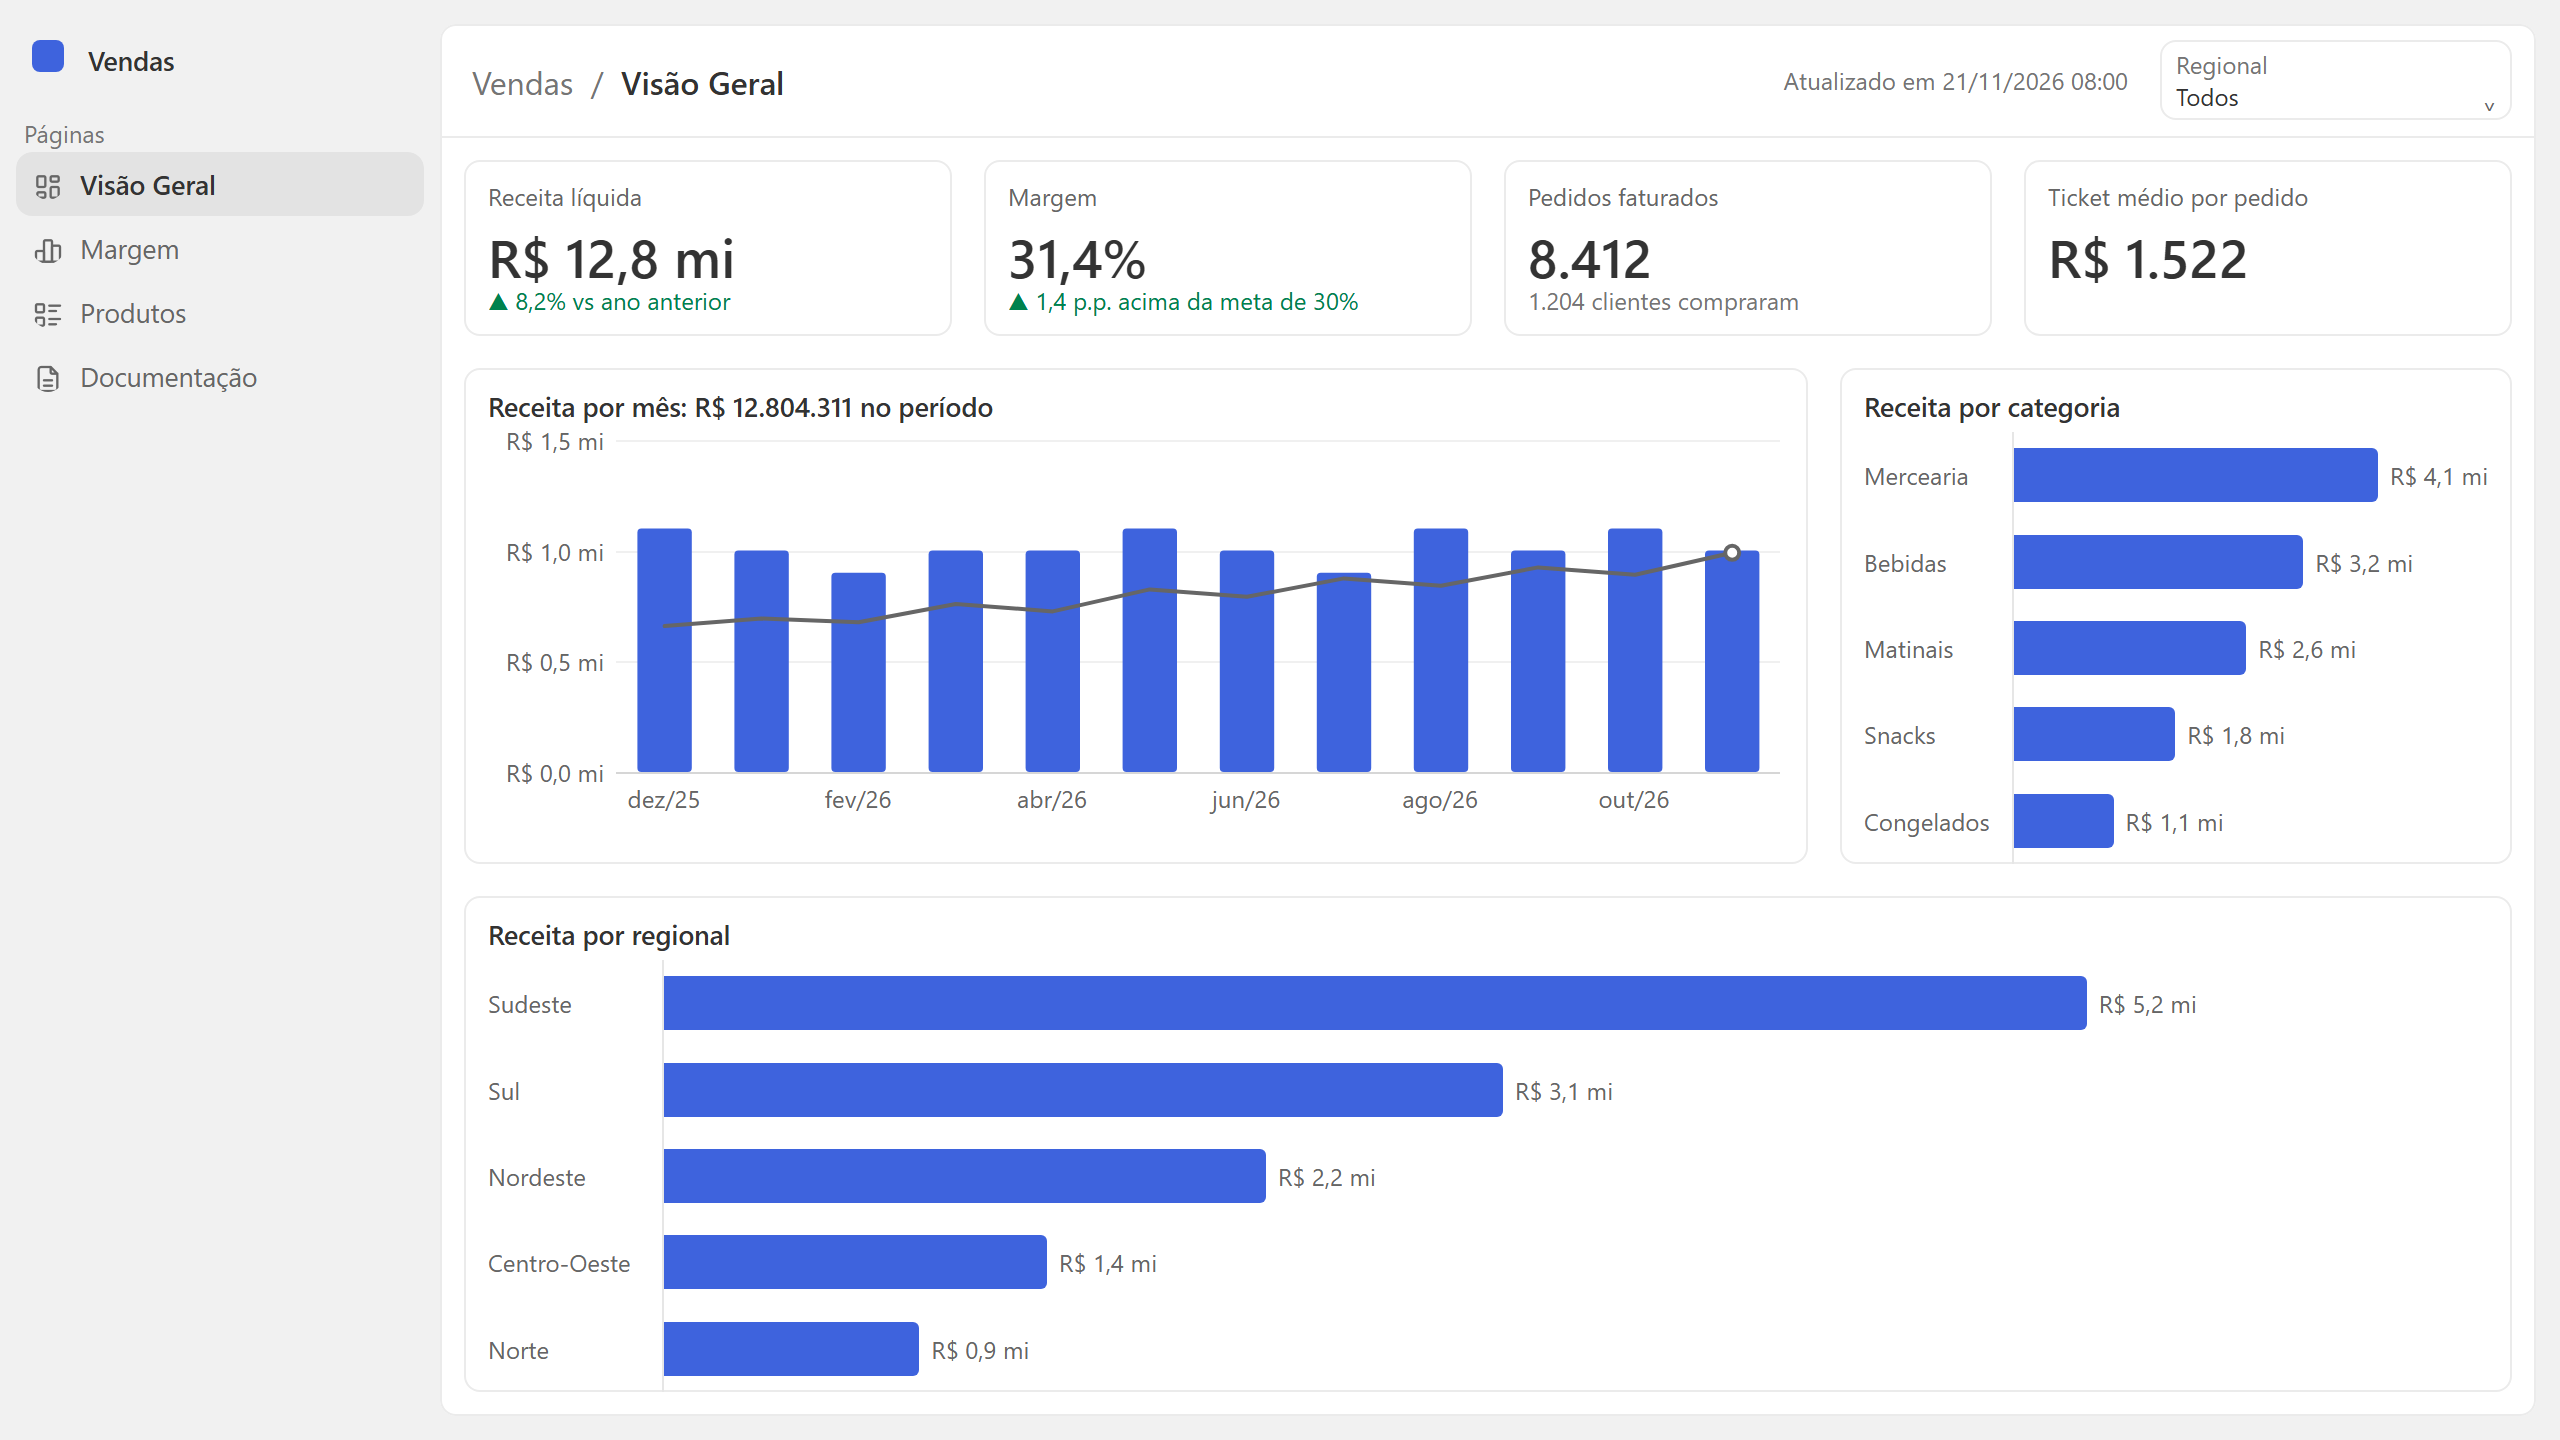 Vendas
Páginas
Visão Geral
Margem
Produtos
Documentação
Vendas / Visão Geral
Atualizado em 21/11/2026 08:00
Regional
Todos
Receita líquida
R$ 12,8 mi
▲ 8,2% vs ano anterior
Margem
31,4%
▲ 1,4 p.p. acima da meta de 30%
Pedidos faturados
8.412
1.204 clientes compraram
Ticket médio por pedido
R$ 1.522
Receita por mês: R$ 12.804.311 no período
R$ 1,5 mi
R$ 1,0 mi
R$ 0,5 mi
R$ 0,0 mi
dez/25 fev/26 abr/26 jun/26 ago/26 out/26
Receita por categoria
Mercearia R$ 4,1 mi
Bebidas R$ 3,2 mi
Matinais R$ 2,6 mi
Snacks R$ 1,8 mi
Congelados R$ 1,1 mi
Receita por regional
Sudeste R$ 5,2 mi
Sul R$ 3,1 mi
Nordeste R$ 2,2 mi
Centro-Oeste R$ 1,4 mi
Norte R$ 0,9 mi